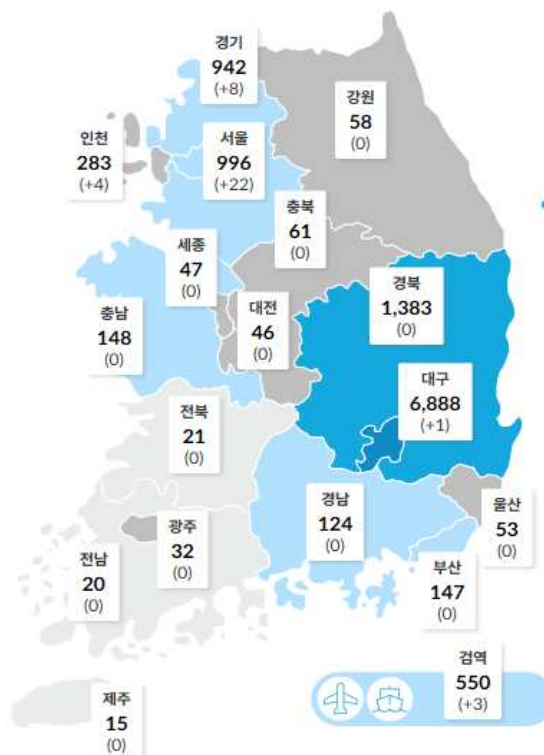 경기
942
(+8)
강원
58
(0)
인천
283
(+4)
서울
996
(+22)
충북
61
(0)
세종
47
(0)
경북
1,383
(0)
대전
46
(0)
충남
148
(0)
대구
6,888
(+1)
전북
21
(0)
경남
124
(0)
울산
53
(0)
광주
32
(0)
전남
20
(0)
부산
147
(0)
검역
550
(+3)
제주
15
(0)